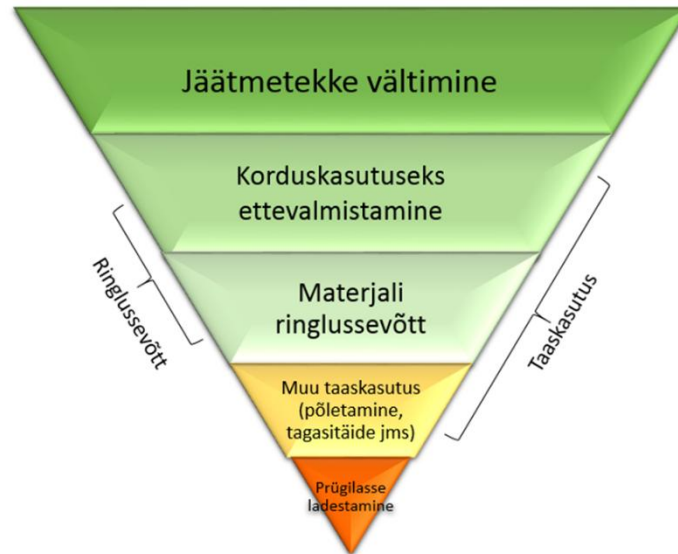 Jäätmetekke vältimine
Korduskasutuseks
ettevalmistamine
Ringlussevõtt
Materjali
ringlussevõtt
Taaskasutus
Muu taaskasutus
(põletamine,
tagasitäide jms)
Prügilasse
ladestamine